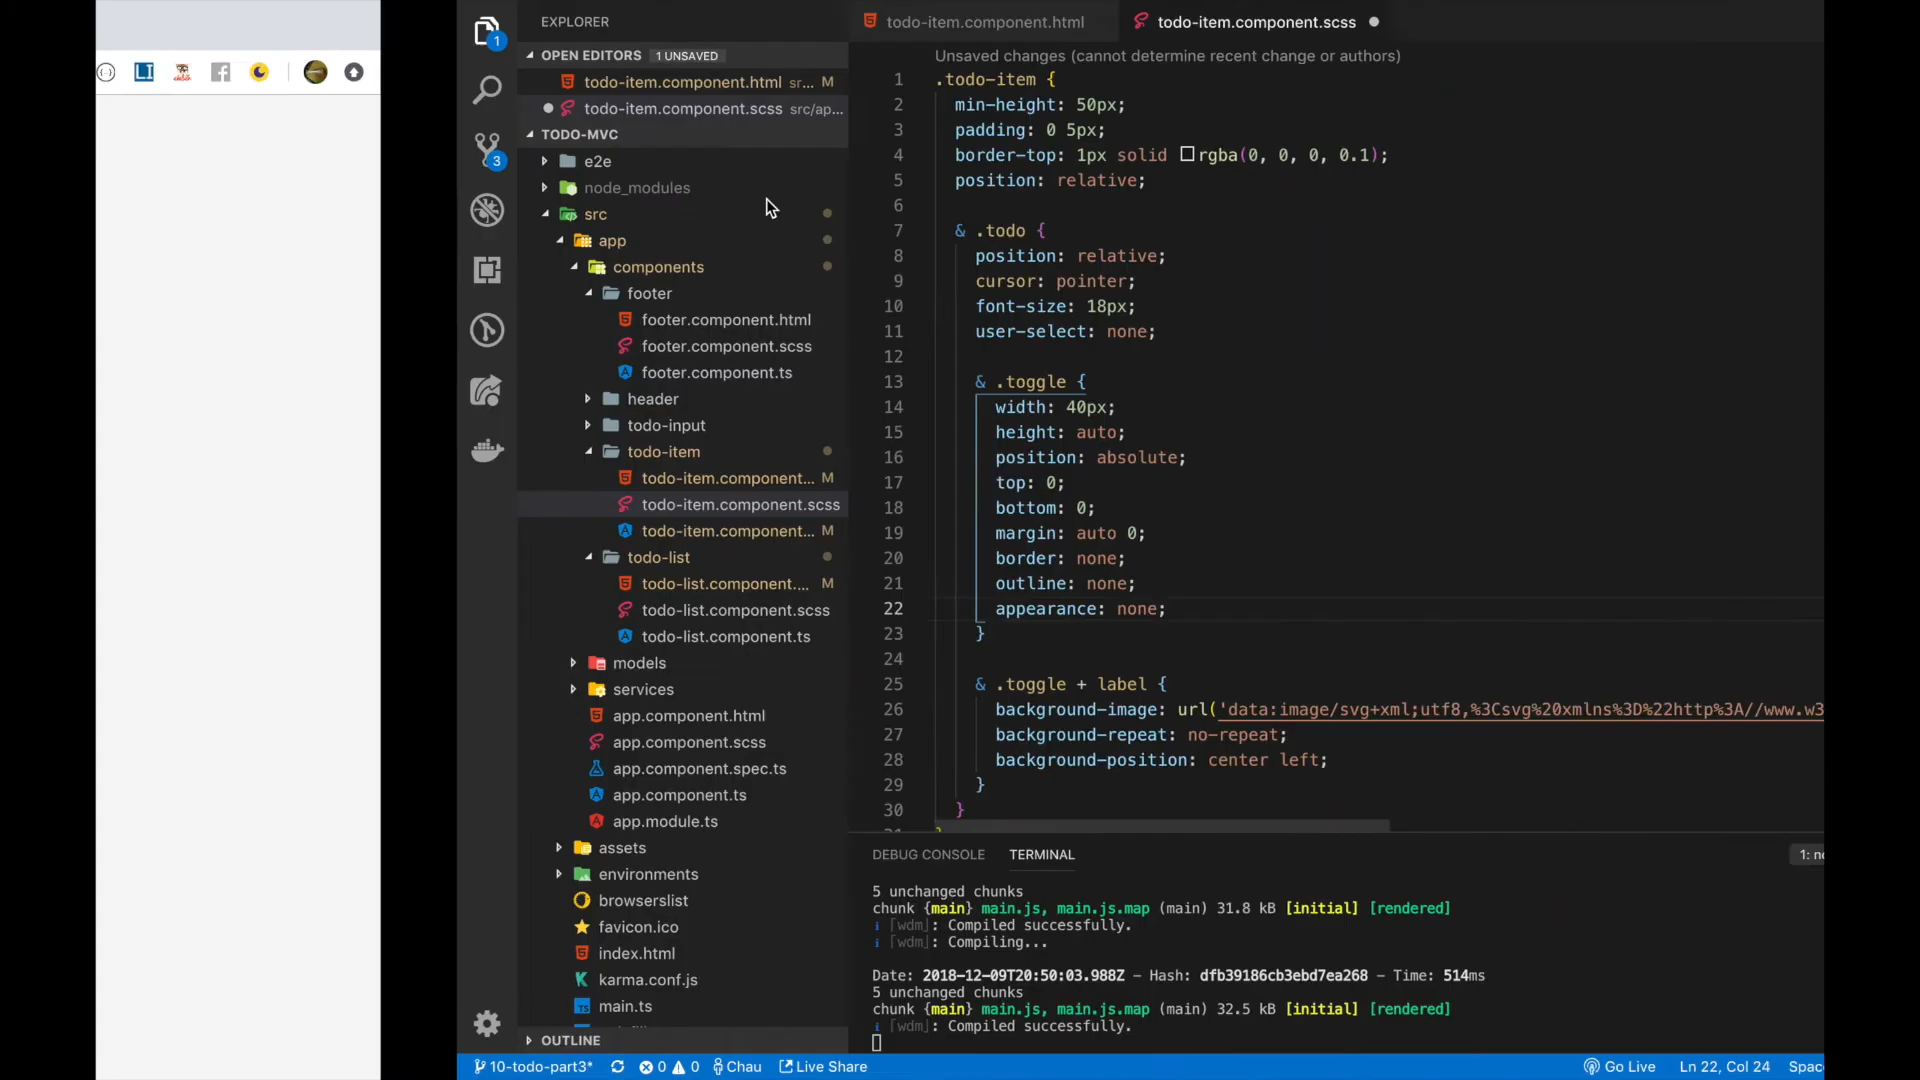 LI
EXPLORER
OPEN EDITORS 1 UNSAVED
todo-item.component.html sr... M
todo-item.component.scss src/ap...
TODO-MVC
e2e
node_modules
src
app
components
footer
footer.component.html
footer.component.scss
footer.component.ts
header
todo-input
todo-item
todo-item.component... M
todo-item.component.scss
todo-item.component... M
todo-list
todo-list.component.... M
todo-list.component.scss
todo-list.component.ts
models
services
app.component.html
app.component.scss
app.component.spec.ts
app.component.ts
app.module.ts
assets
environments
browserslist
favicon.ico
index.html
karma.conf.js
main.ts
OUTLINE
1
3
todo-item.component.html
todo-item.component.scss
Unsaved changes (cannot determine recent change or authors)
1 .todo-item {
2 min-height: 50px;
3 padding: 0 5px;
4 border-top: 1px solid rgba(0, 0, 0, 0.1);
5 position: relative;
6
7 & .todo {
8 position: relative;
9 cursor: pointer;
10 font-size: 18px;
11 user-select: none;
12
13 & .toggle {
14 width: 40px;
15 height: auto;
16 position: absolute;
17 top: 0;
18 bottom: 0;
19 margin: auto 0;
20 border: none;
21 outline: none;
22 appearance: none;
23 }
24
25 & .toggle + label {
26 background-image: url('data:image/svg+xml;utf8,%3Csvg%20xmlns%3D%22http%3A//www.w3
27 background-repeat: no-repeat;
28 background-position: center left;
29 }
30 }
DEBUG CONSOLE TERMINAL 1: no
5 unchanged chunks
chunk {main} main.js, main.js.map (main) 31.8 kB [initial] [rendered]
i ｢wdm｣: Compiled successfully.
i ｢wdm｣: Compiling...
Date: 2018-12-09T20:50:03.988Z - Hash: dfb39186cb3ebd7ea268 - Time: 514ms
5 unchanged chunks
chunk {main} main.js, main.js.map (main) 32.5 kB [initial] [rendered]
i ｢wdm｣: Compiled successfully.
10-todo-part3* 0 0 Chau Live Share Go Live Ln 22, Col 24 Space